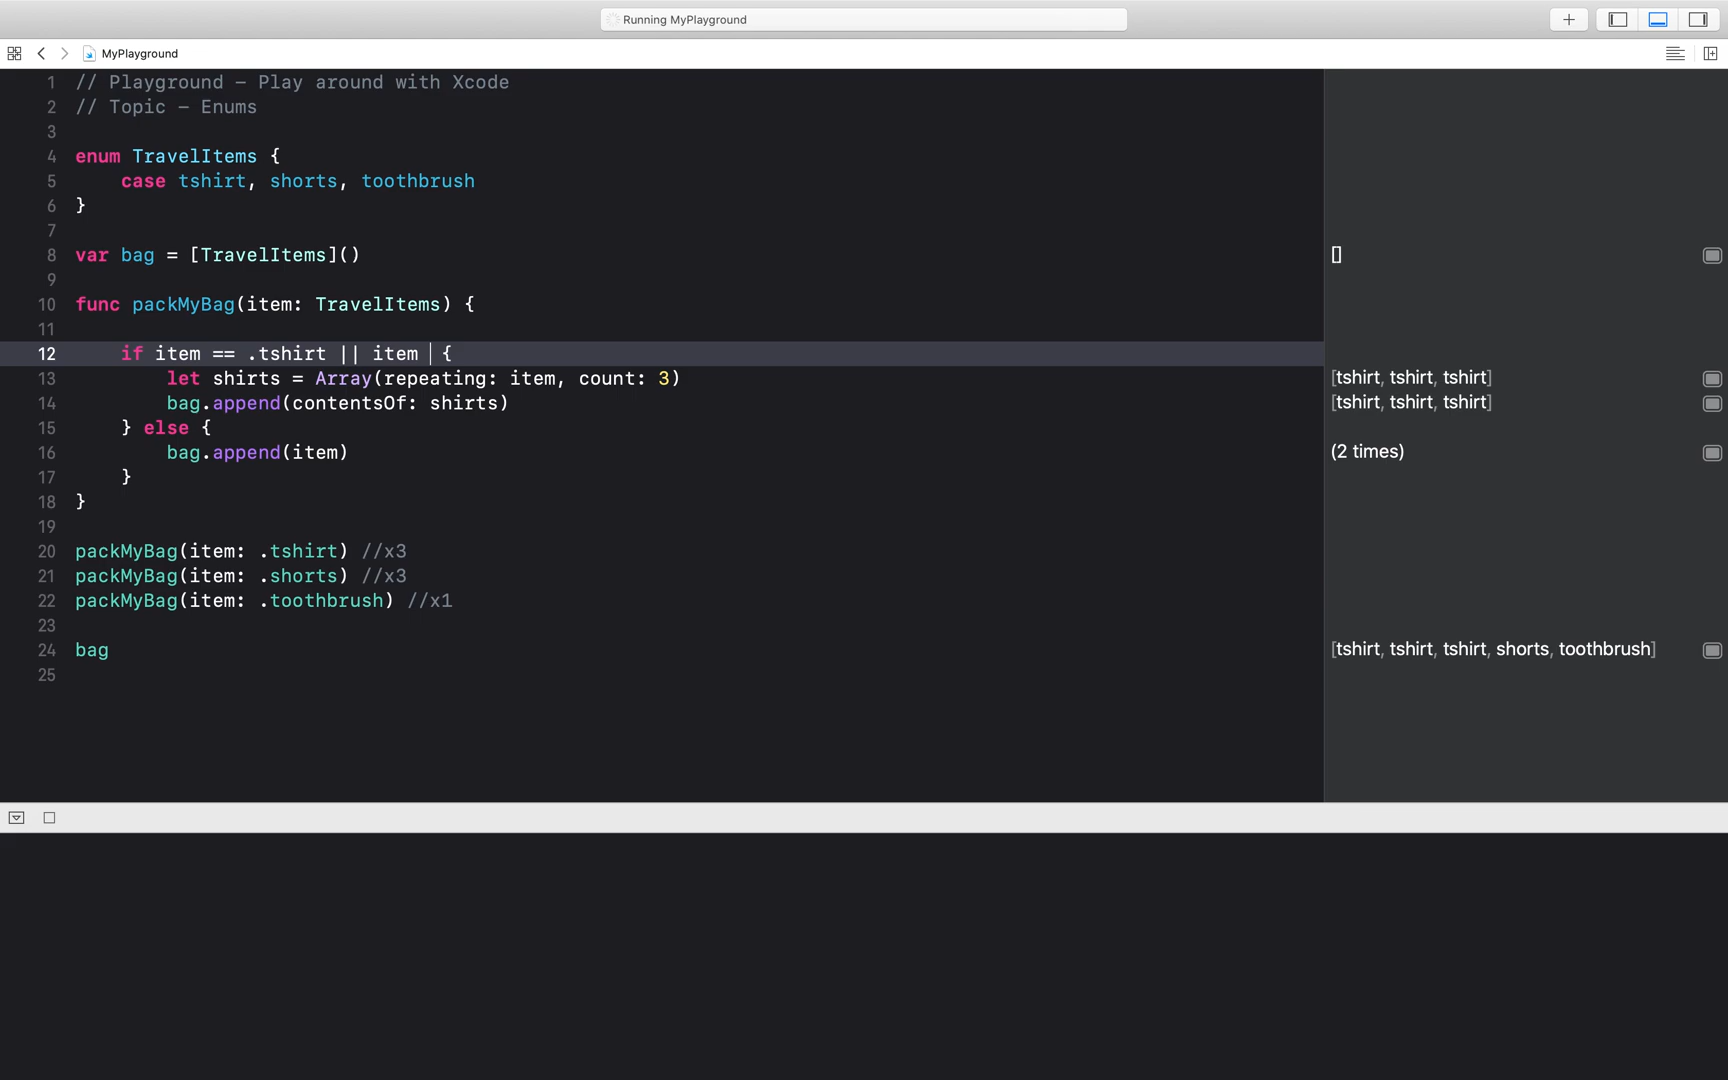 Running MyPlayground
MyPlayground
1 // Playground – Play around with Xcode
2 // Topic – Enums
3
4 enum TravelItems {
5 case tshirt, shorts, toothbrush
6 }
7
8 var bag = [TravelItems]() []
9
10 func packMyBag(item: TravelItems) {
11
12 if item == .tshirt || item {
13 let shirts = Array(repeating: item, count: 3) [tshirt, tshirt, tshirt]
14 bag.append(contentsOf: shirts) [tshirt, tshirt, tshirt]
15 } else {
16 bag.append(item) (2 times)
17 }
18 }
19
20 packMyBag(item: .tshirt) //x3
21 packMyBag(item: .shorts) //x3
22 packMyBag(item: .toothbrush) //x1
23
24 bag [tshirt, tshirt, tshirt, shorts, toothbrush]
25